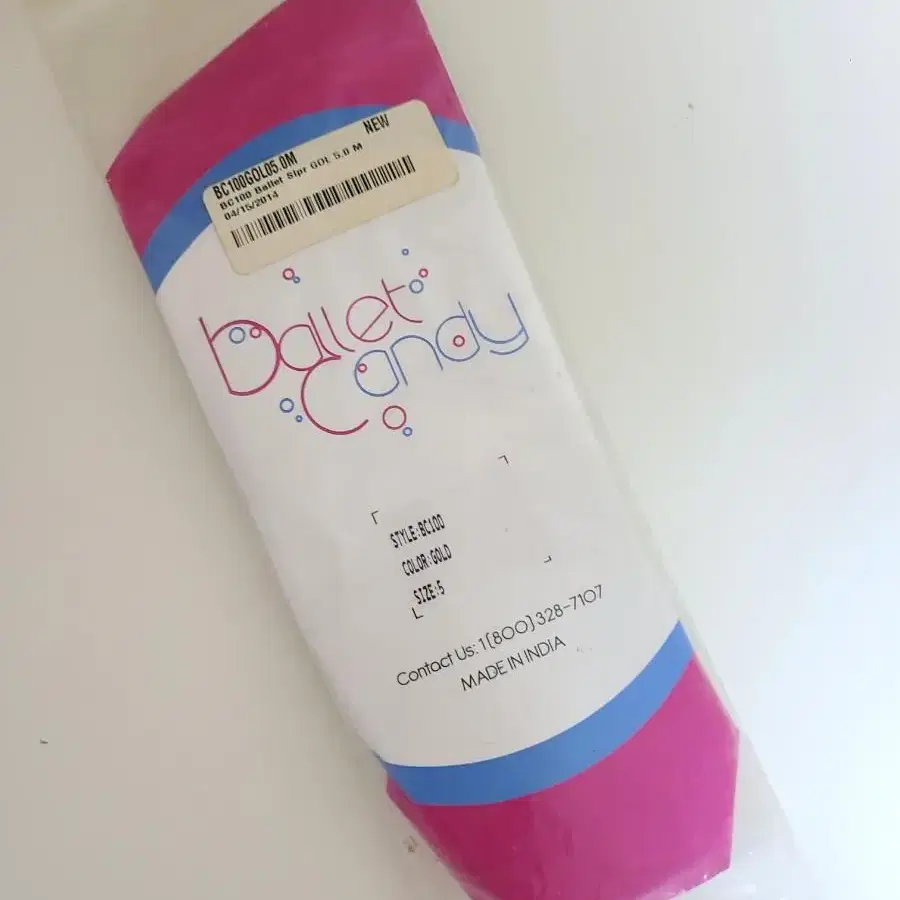 NEW
BC100GOL05.0M
BC100 Ballet Slpr GOL 5.0 M
04/15/2014
ballet
Candy
STYLE:BC100
COLOR:GOLD
SIZE:5
Contact Us: 1(800)328-7107
MADE IN INDIA